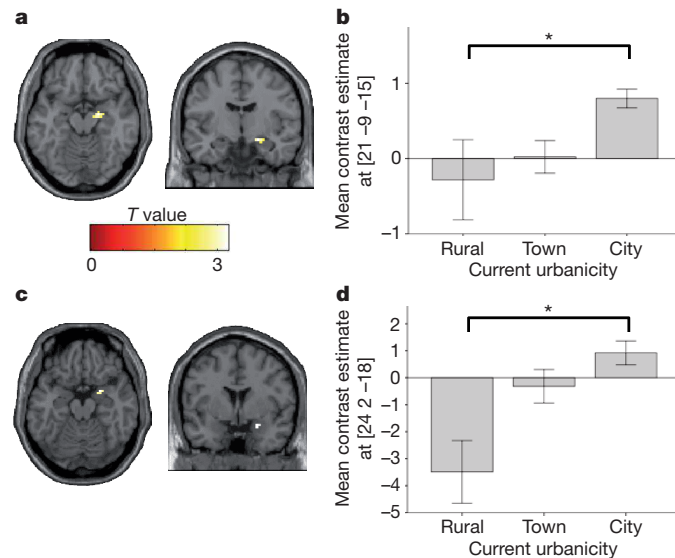 a
T value
0
3
b
Mean contrast estimate
at [21 −9 −15]
1
0
−1
*
Rural
Town
City
Current urbanicity
c
d
Mean contrast estimate
at [24 2 −18]
2
1
0
−1
−2
−3
−4
−5
*
Rural
Town
City
Current urbanicity